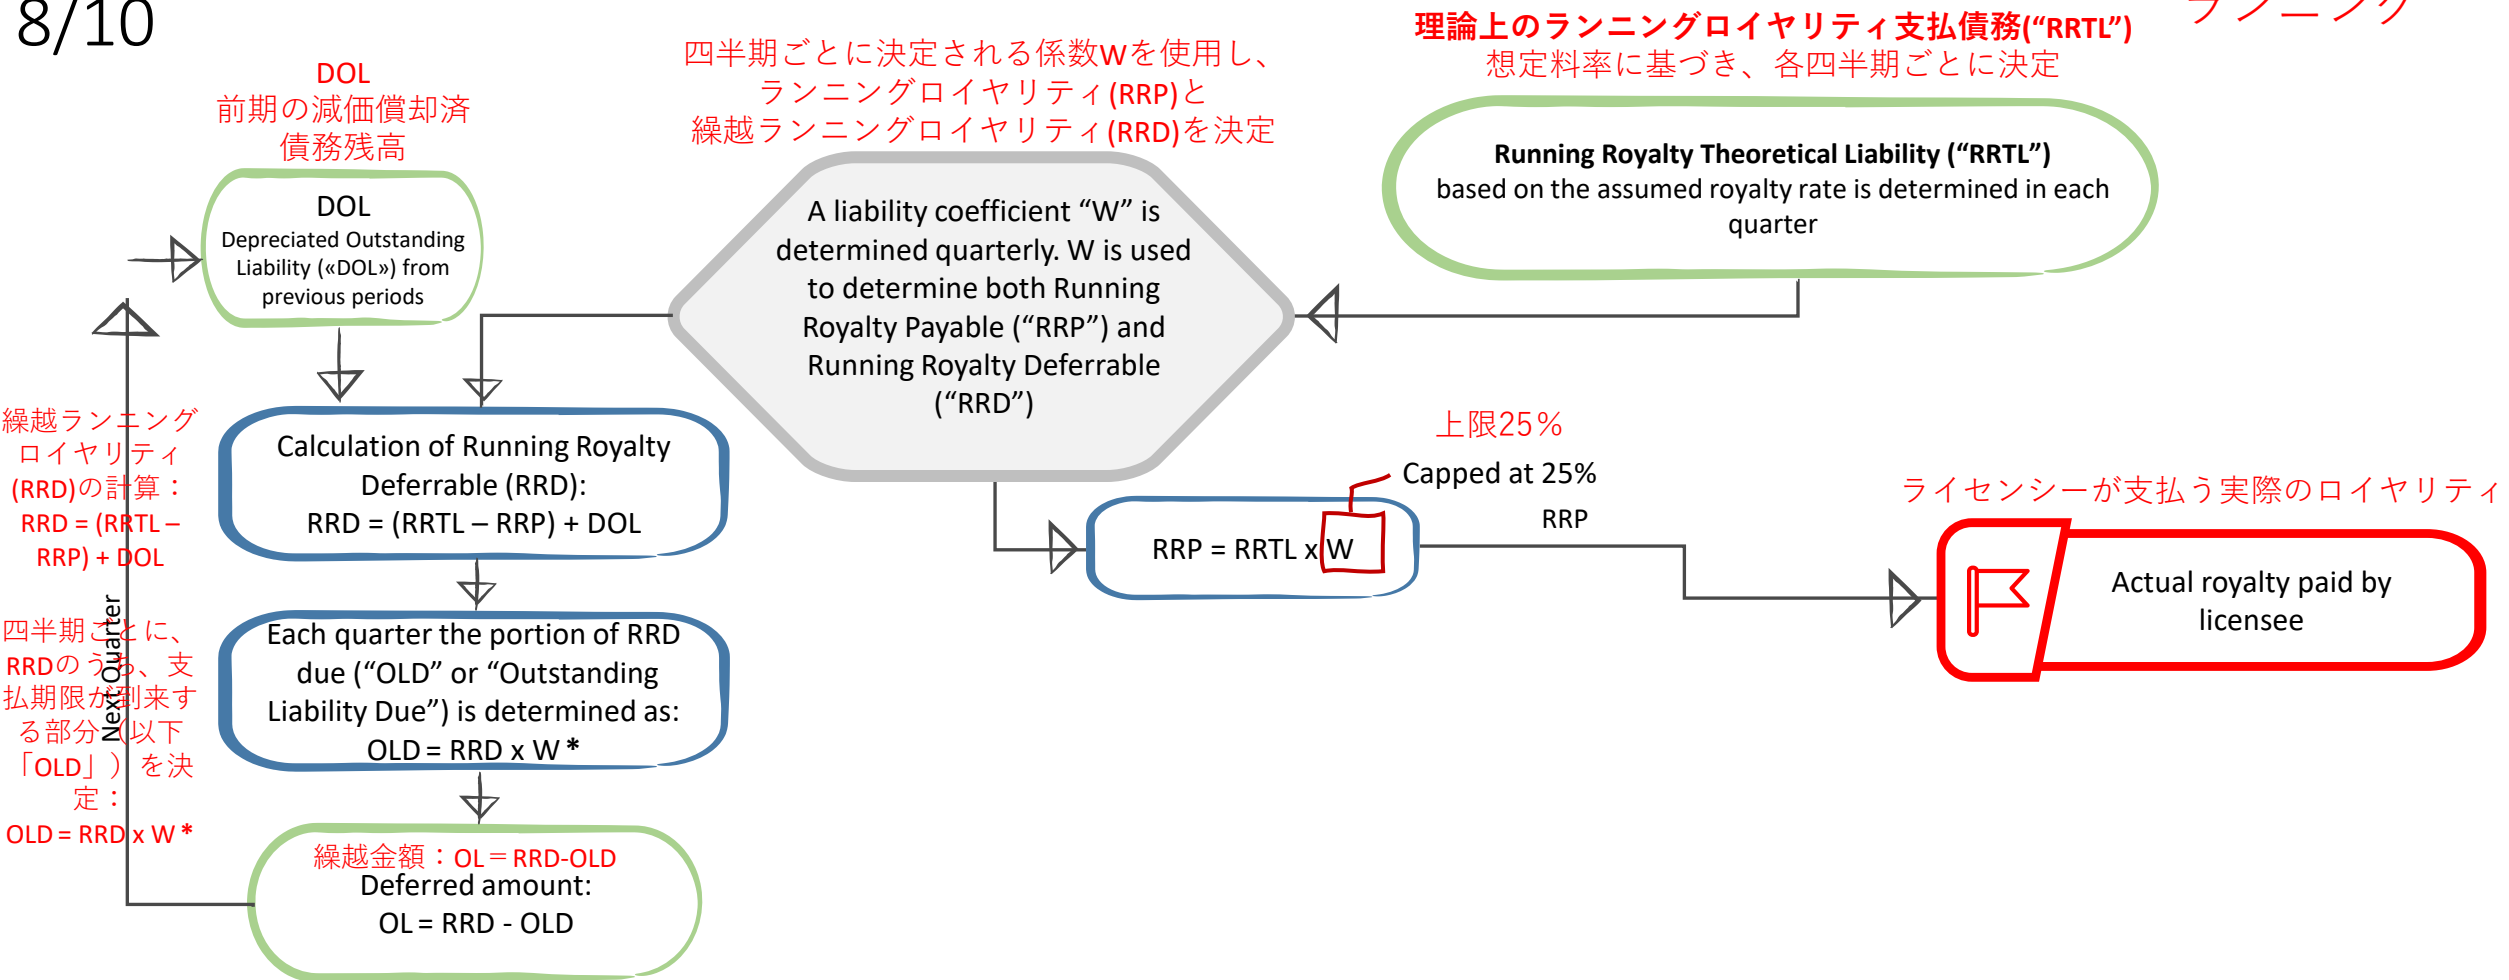 8/10
ランニング
理論上のランニングロイヤリティ支払債務(“RRTL”)
想定料率に基づき、各四半期ごとに決定
Running Royalty Theoretical Liability (“RRTL”)
based on the assumed royalty rate is determined in each
quarter
四半期ごとに決定される係数Wを使用し、
ランニングロイヤリティ(RRP)と
繰越ランニングロイヤリティ(RRD)を決定
A liability coefficient “W” is
determined quarterly. W is used
to determine both Running
Royalty Payable (“RRP”) and
Running Royalty Deferrable
(“RRD”)
DOL
前期の減価償却済
債務残高
DOL
Depreciated Outstanding
Liability («DOL») from
previous periods
繰越ランニング
ロイヤリティ
(RRD)の計算：
RRD = (RRTL –
RRP) + DOL
Calculation of Running Royalty
Deferrable (RRD):
RRD = (RRTL – RRP) + DOL
上限25%
Capped at 25%
RRP = RRTL x W
RRP
ライセンシーが支払う実際のロイヤリティ
Actual royalty paid by
licensee
Next Quarter
四半期ごとに、
RRDのうち、支
払期限が到来す
る部分（以下
「OLD」）を決
定：
OLD = RRD x W *
Each quarter the portion of RRD
due (“OLD” or “Outstanding
Liability Due”) is determined as:
OLD = RRD x W *
繰越金額：OL＝RRD-OLD
Deferred amount:
OL = RRD - OLD